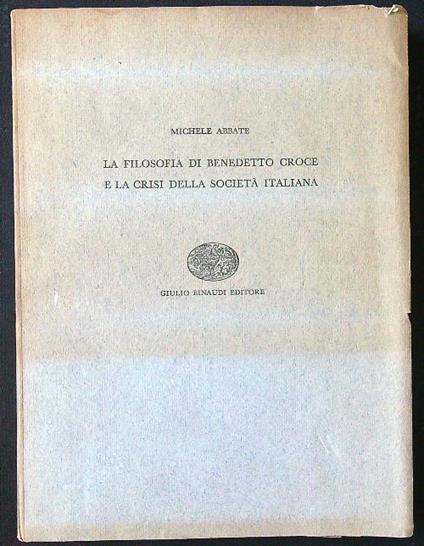 MICHELE ABBATE
LA FILOSOFIA DI BENEDETTO CROCE
E LA CRISI DELLA SOCIETÀ ITALIANA
GIULIO EINAUDI EDITORE